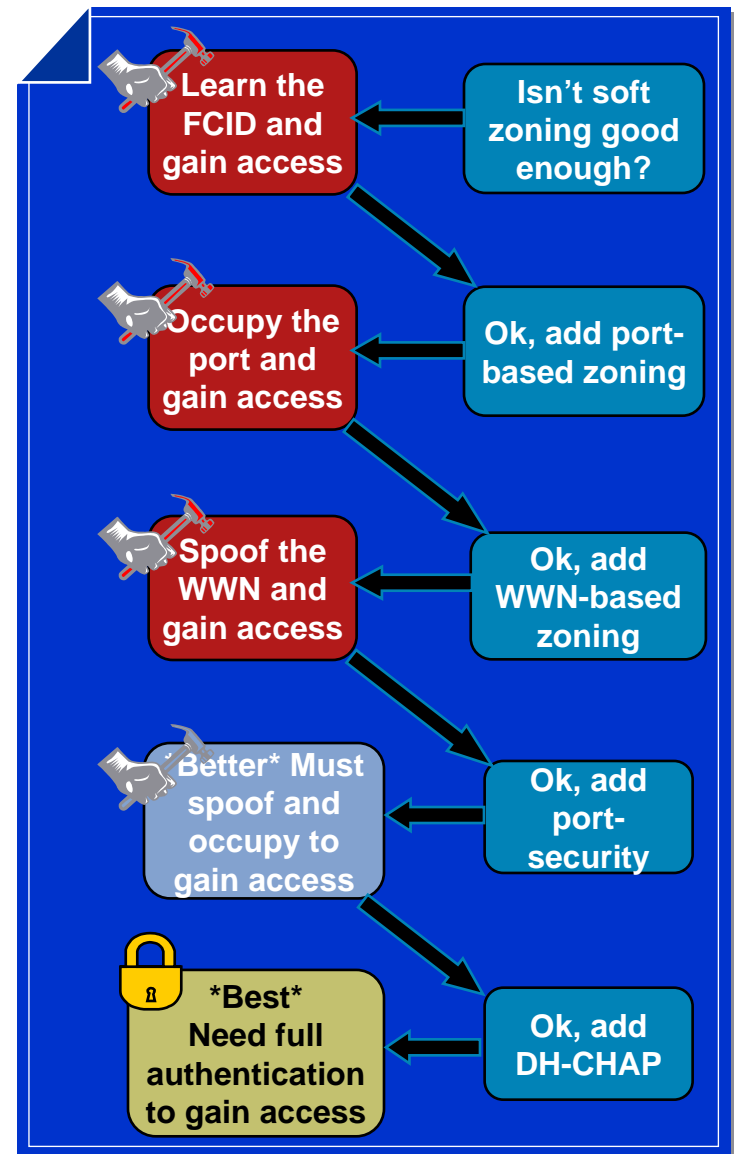 Isn't soft
zoning good
enough?
Learn the
FCID and
gain access
Ok, add port-
based zoning
Occupy the
port and
gain access
Ok, add
WWN-based
zoning
Spoof the
WWN and
gain access
Ok, add
port-
security
*Better* Must
spoof and
occupy to
gain access
Ok, add
DH-CHAP
*Best*
Need full
authentication
to gain access